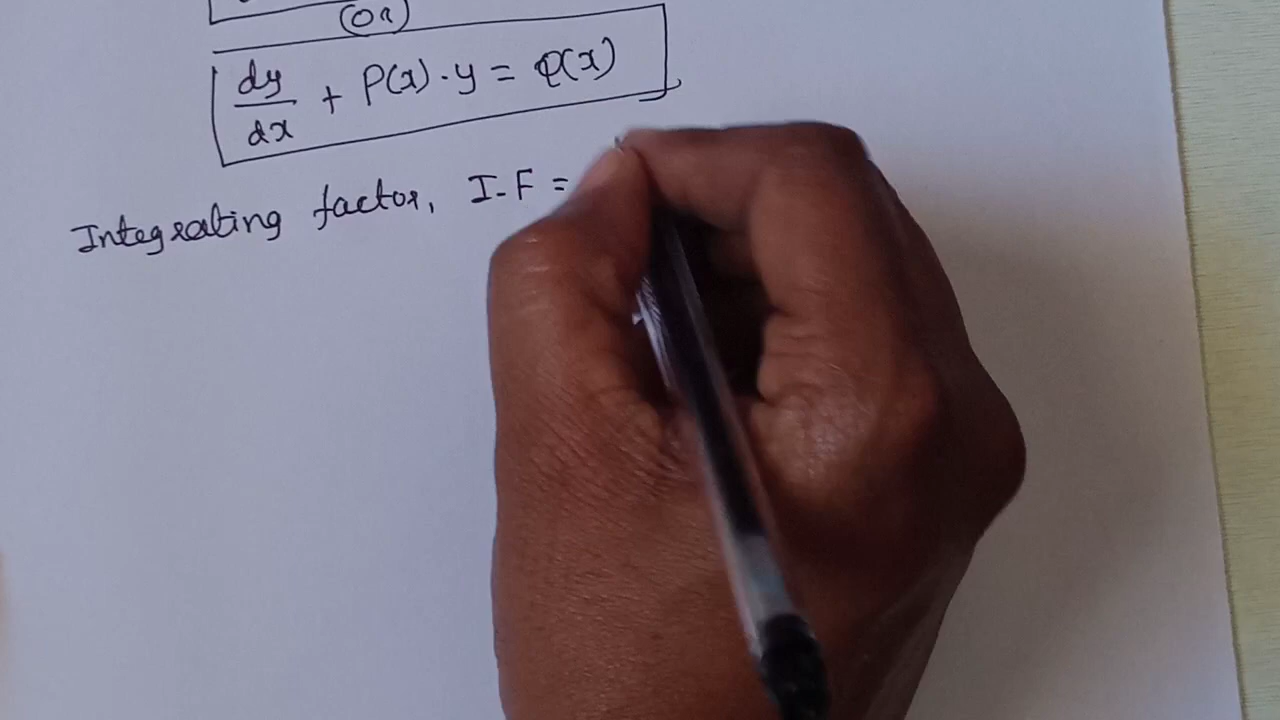 (OR)
dy/dx + P(x) · y = Q(x)
Integrating factor, I-F =